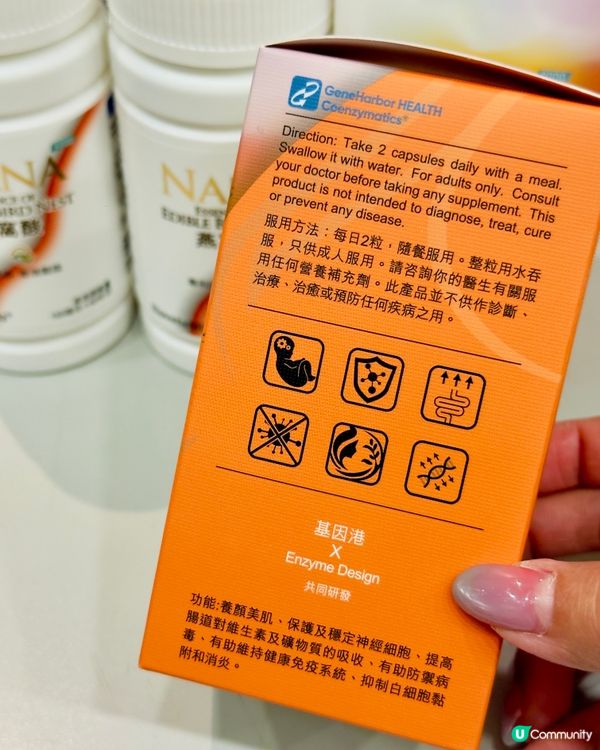 NANA
BIRD NEST
NAN
EDIBLE B
燕
GeneHarbor HEALTH
Coenzymatics®
Direction: Take 2 capsules daily with a meal.
Swallow it with water. For adults only. Consult
your doctor before taking any supplement. This
product is not intended to diagnose, treat, cure
or prevent any disease.
服用方法：每日2粒，隨餐服用。整粒用水吞
服，只供成人服用。請咨詢你的醫生有關服
用任何營養補充劑。此產品並不供作診斷、
治療、治癒或預防任何疾病之用。
基因港
X
Enzyme Design
共同研發
功能:養顏美肌、保護及穩定神經細胞、提高
腸道對維生素及礦物質的吸收、有助防禦病
毒、有助維持健康免疫系統、抑制白細胞黏
附和消炎。
U Community